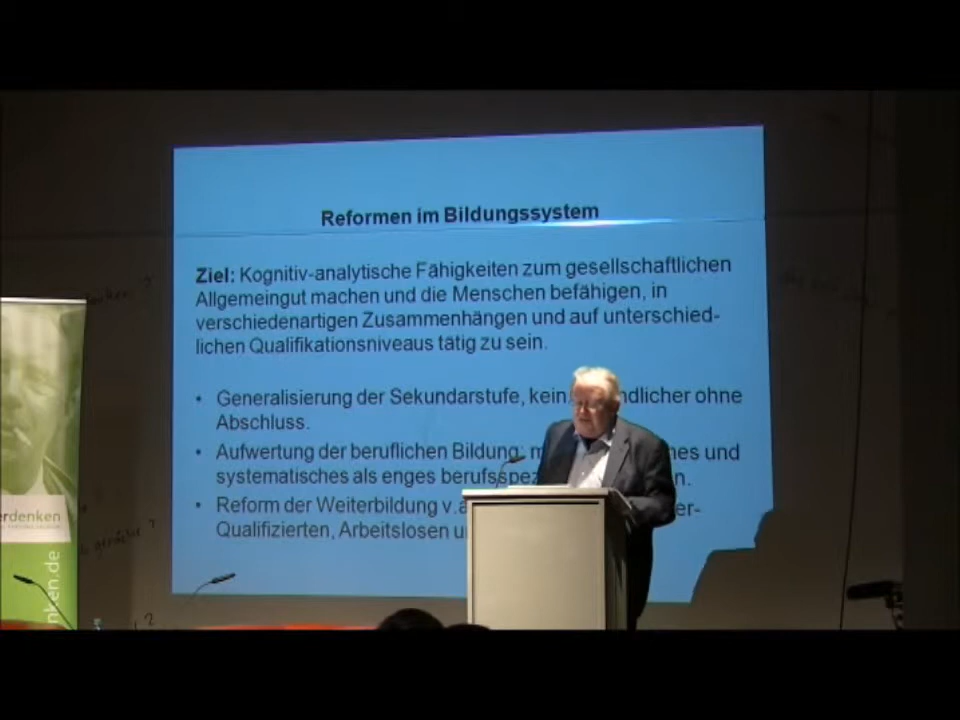 Reformen im Bildungssystem
Ziel: Kognitiv-analytische Fähigkeiten zum gesellschaftlichen
Allgemeingut machen und die Menschen befähigen, in
verschiedenartigen Zusammenhängen und auf unterschied-
lichen Qualifikationsniveaus tätig zu sein.
• Generalisierung der Sekundarstufe, kein ndlicher ohne
Abschluss.
• Aufwertung der beruflichen Bildung: m es und
systematisches als enges berufsspez n.
• Reform der Weiterbildung v.a er-
Qualifizierten, Arbeitslosen u
erdenken
nken.de